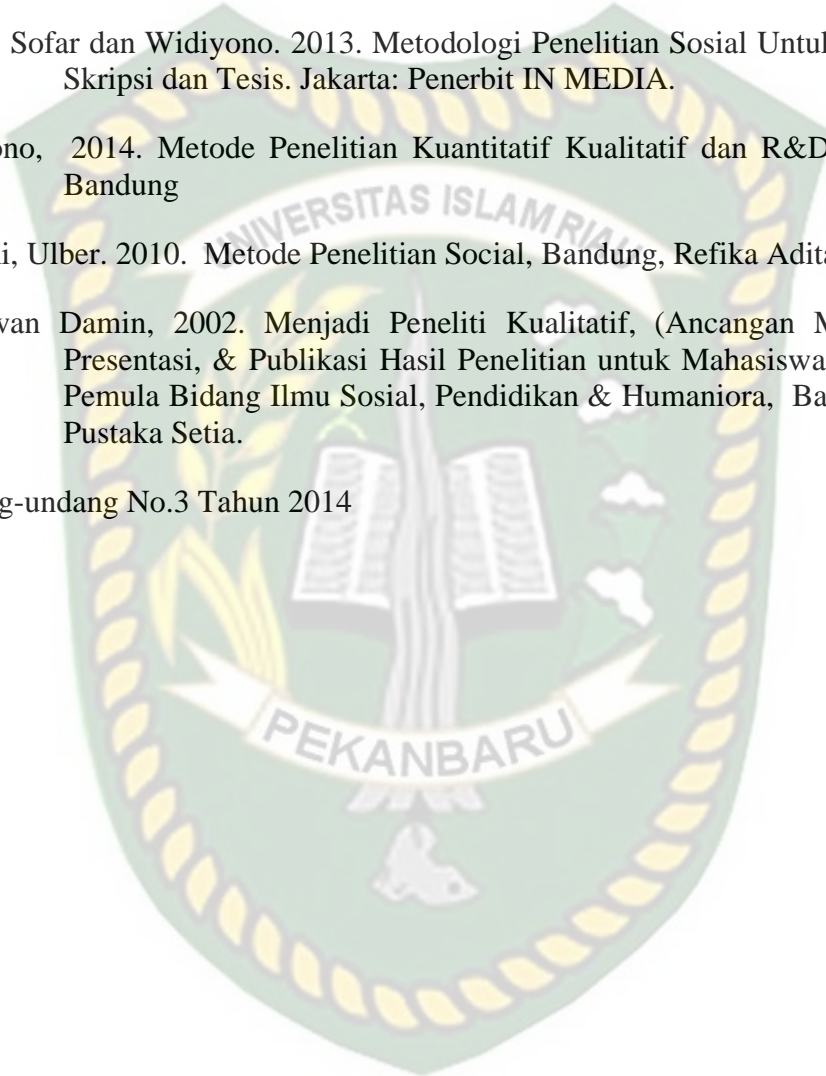 Sofar dan Widiyono. 2013. Metodologi Penelitian Sosial Untuk
Skripsi dan Tesis. Jakarta: Penerbit IN MEDIA.
ono, 2014. Metode Penelitian Kuantitatif Kualitatif dan R&D
Bandung
UNIVERSITAS ISLAM RIAU
i, Ulber. 2010. Metode Penelitian Social, Bandung, Refika Adita
van Damin, 2002. Menjadi Peneliti Kualitatif, (Ancangan M
Presentasi, & Publikasi Hasil Penelitian untuk Mahasiswa
Pemula Bidang Ilmu Sosial, Pendidikan & Humaniora, Ba
Pustaka Setia.
g-undang No.3 Tahun 2014
PEKANBARU